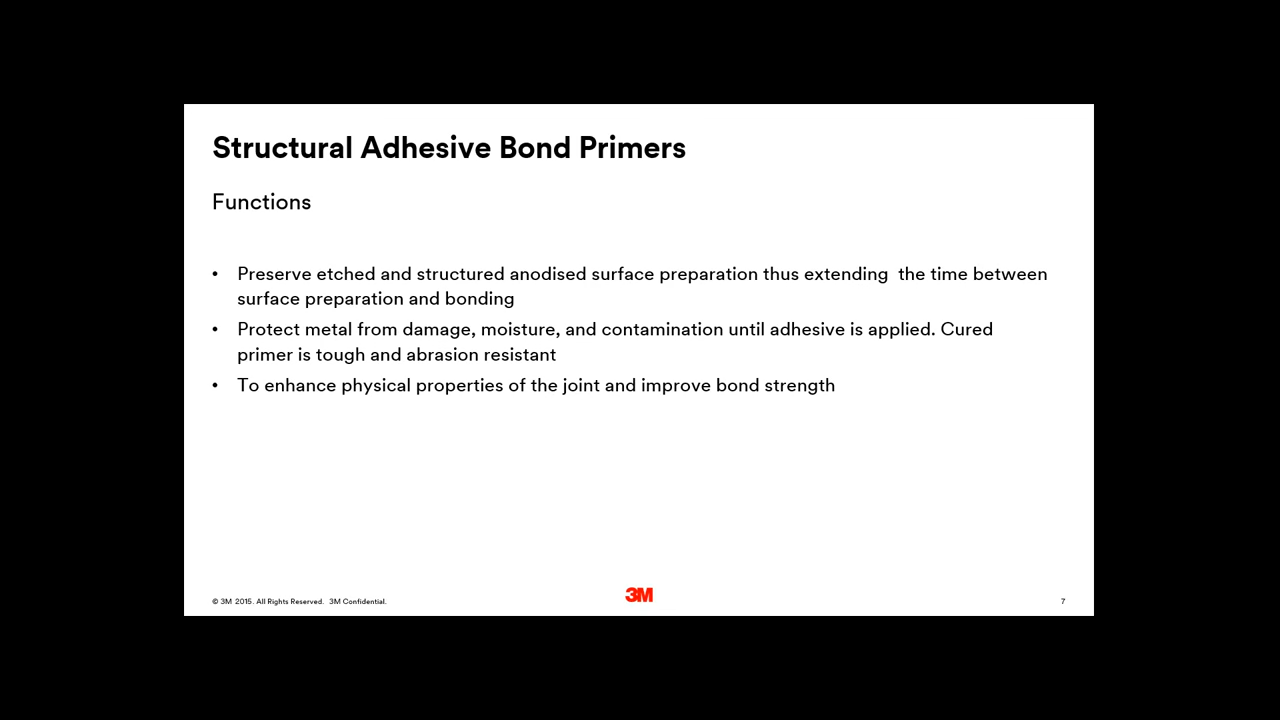 Structural Adhesive Bond Primers
Functions
• Preserve etched and structured anodised surface preparation thus extending  the time between
surface preparation and bonding
• Protect metal from damage, moisture, and contamination until adhesive is applied. Cured
primer is tough and abrasion resistant
• To enhance physical properties of the joint and improve bond strength
© 3M 2015. All Rights Reserved.  3M Confidential.
3M
7